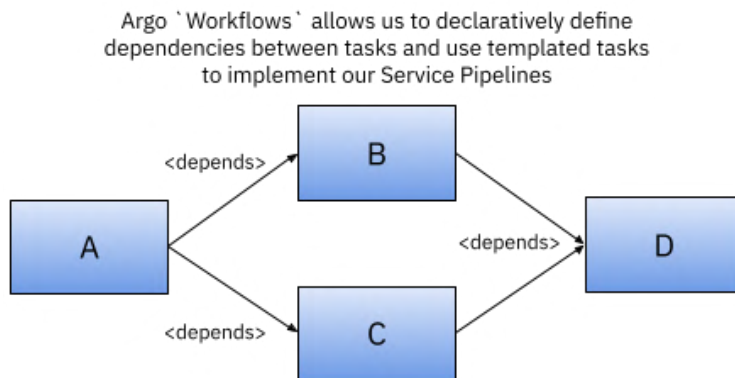 Argo `Workflows` allows us to declaratively define
dependencies between tasks and use templated tasks
to implement our Service Pipelines
B
<depends>
A
D
<depends>
C
<depends>